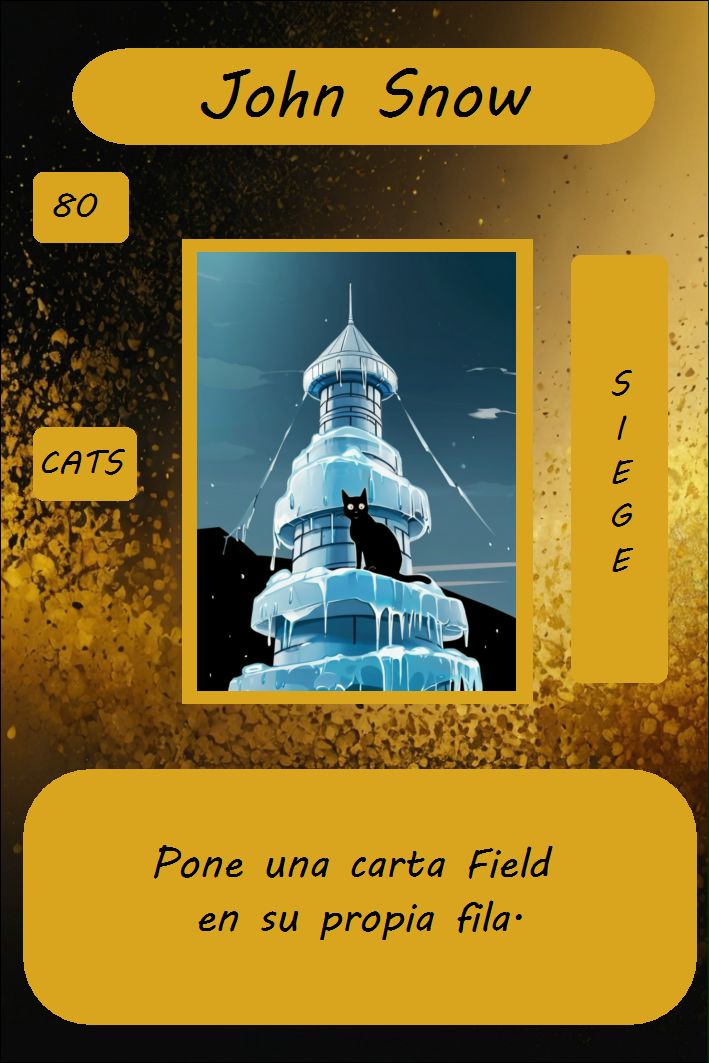 John Snow
80
CATS
S
I
E
G
E
Pone una carta Field
en su propia fila.